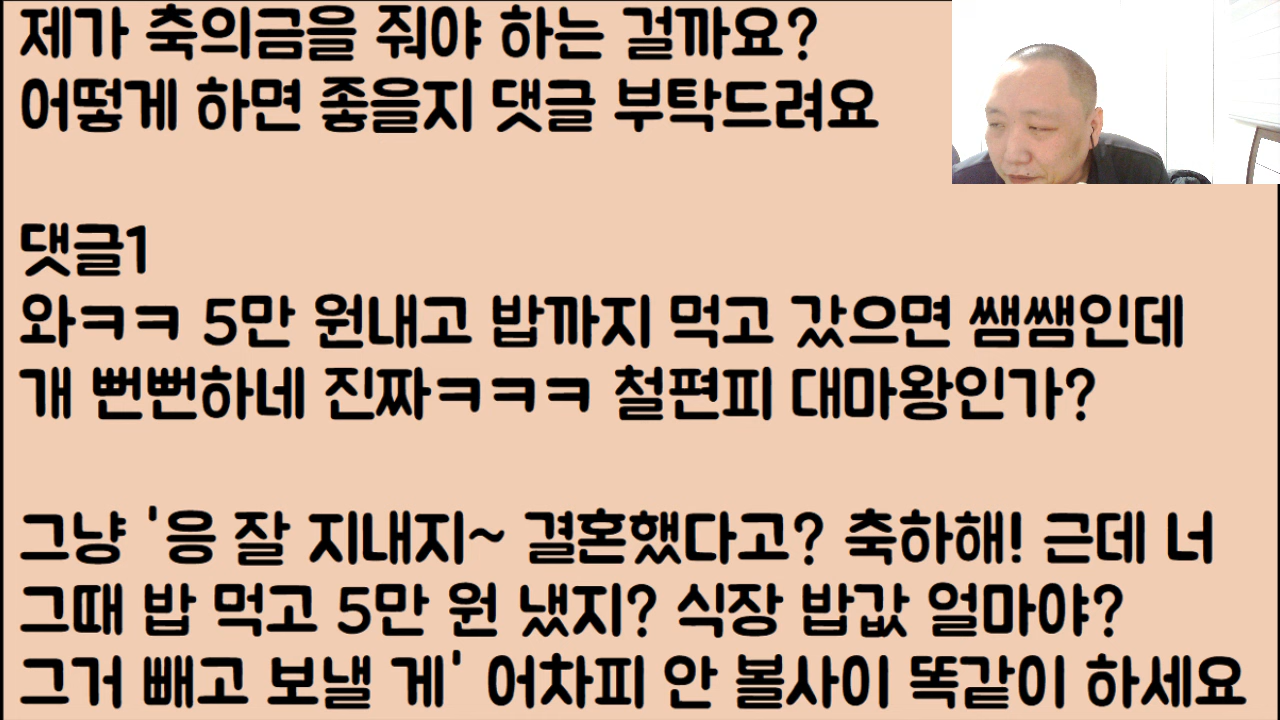 제가 축의금을 줘야 하는 걸까요?
어떻게 하면 좋을지 댓글 부탁드려요
댓글1
와ㅋㅋ 5만 원내고 밥까지 먹고 갔으면 쌤쌤인데
개 뻔뻔하네 진짜ㅋㅋㅋ 철편피 대마왕인가?
그냥 '응 잘 지내지~ 결혼했다고? 축하해! 근데 너
그때 밥 먹고 5만 원 냈지? 식장 밥값 얼마야?
그거 빼고 보낼 게' 어차피 안 볼사이 똑같이 하세요